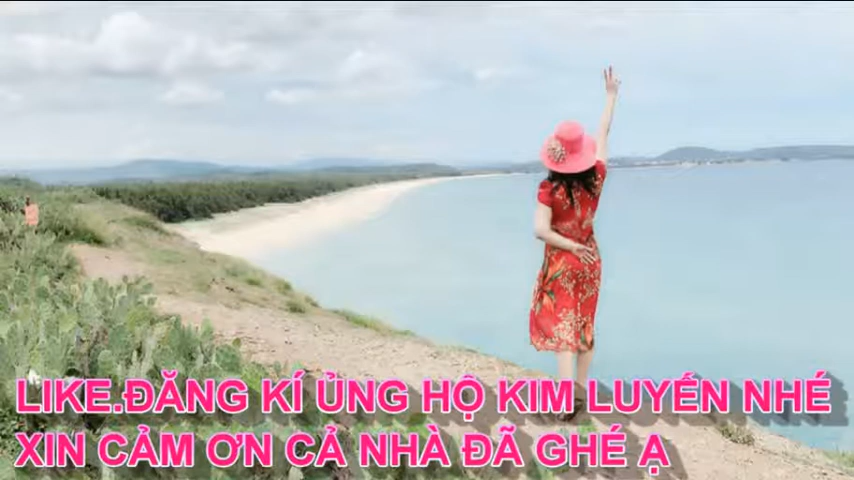 LIKE.ĐĂNG KÍ ỦNG HỘ KIM LUYẾN NHÉ
XIN CẢM ƠN CẢ NHÀ ĐÃ GHÉ Ạ